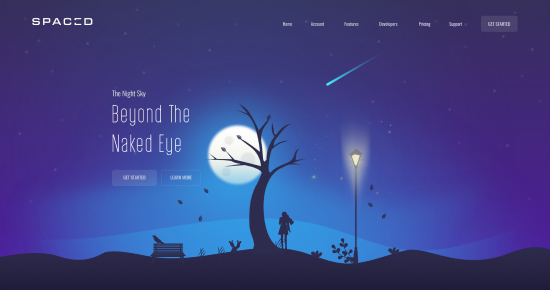 SPACED
Home
Account
Features
Developers
Pricing
Support
GET STARTED
The Night Sky
Beyond The
Naked Eye
GET STARTED
LEARN MORE